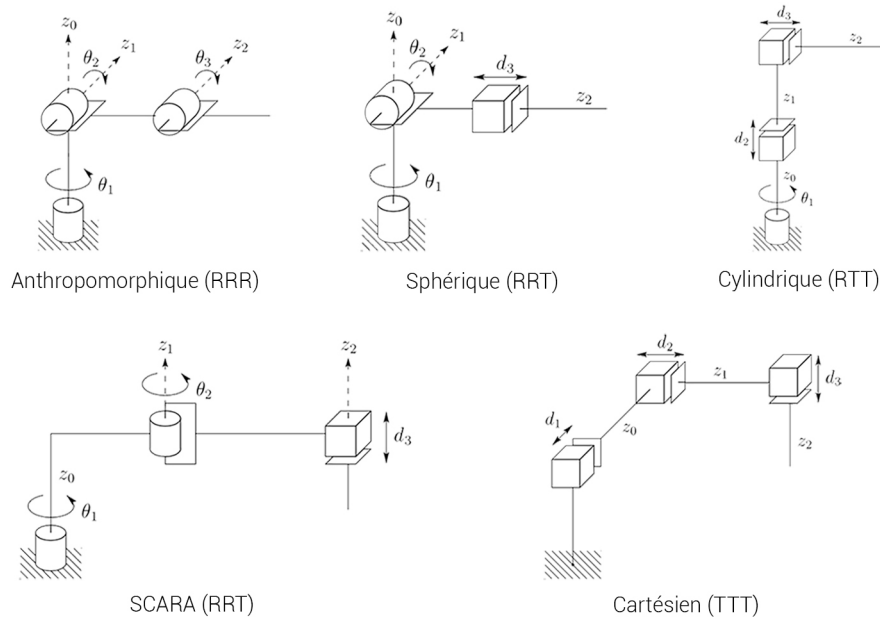 z₀
z₁
θ₂
θ₃
z₂
θ₁
Anthropomorphique (RRR)
z₀
z₁
θ₂
d₃
z₂
θ₁
Sphérique (RRT)
d₃
z₂
z₁
d₂
z₀
θ₁
Cylindrique (RTT)
z₁
θ₂
z₂
d₃
z₀
θ₁
SCARA (RRT)
d₂
z₁
d₃
d₁
z₀
z₂
Cartésien (TTT)